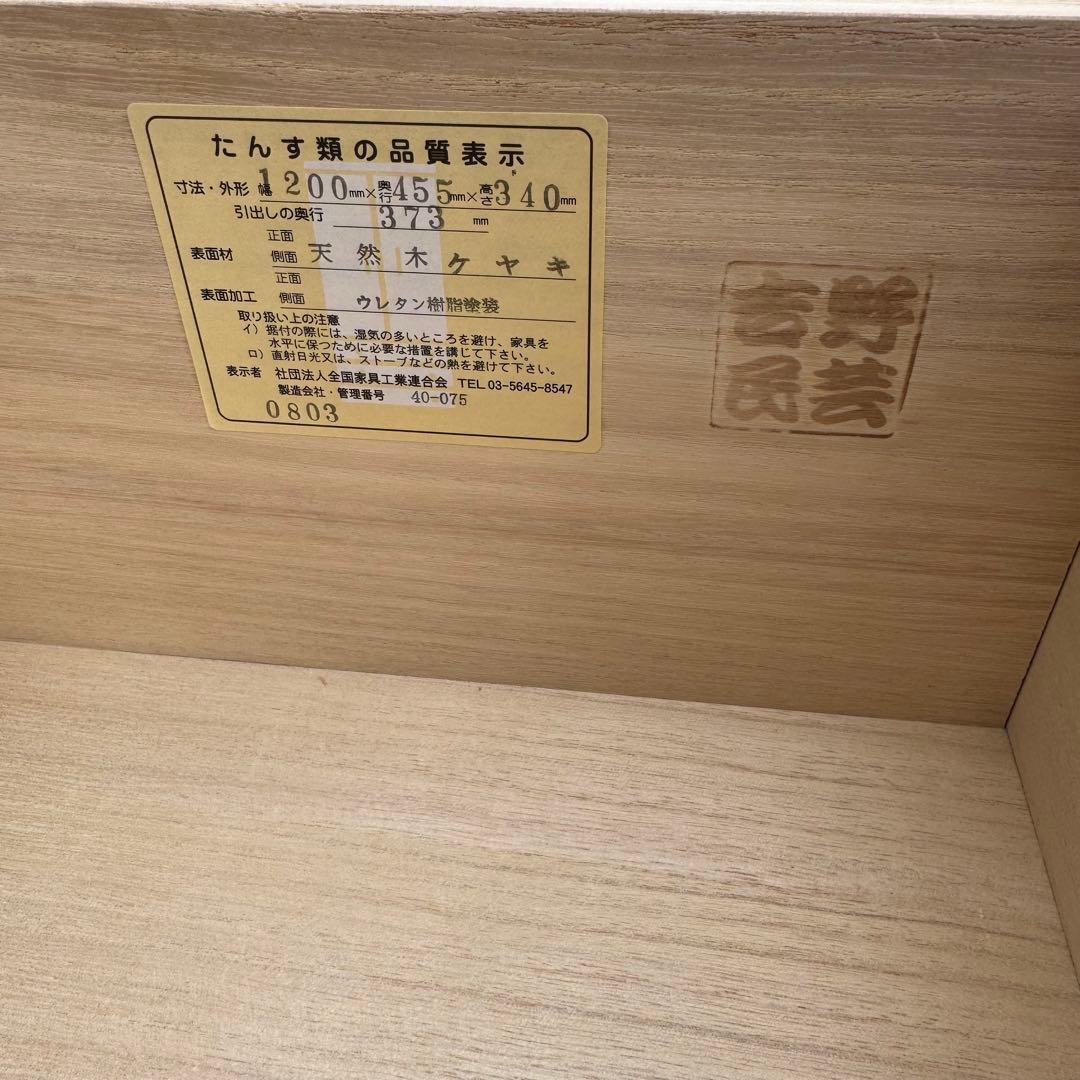 たんす類の品質表示
寸法・外形 幅1200mm×奥行455mm×高さ340mm
引出しの奥行 373 mm
正面
表面材 側面 天然木ケヤキ
正面
表面加工 側面 ウレタン樹脂塗装
取り扱い上の注意
イ）据付の際には、湿気の多いところを避け、家具を
水平に保つために必要な措置を講じて下さい。
ロ）直射日光又は、ストーブなどの熱を避けて下さい。
表示者 社団法人全国家具工業連合会 TEL.03-5645-8547
製造会社・管理番号 40-075
0803
野芸